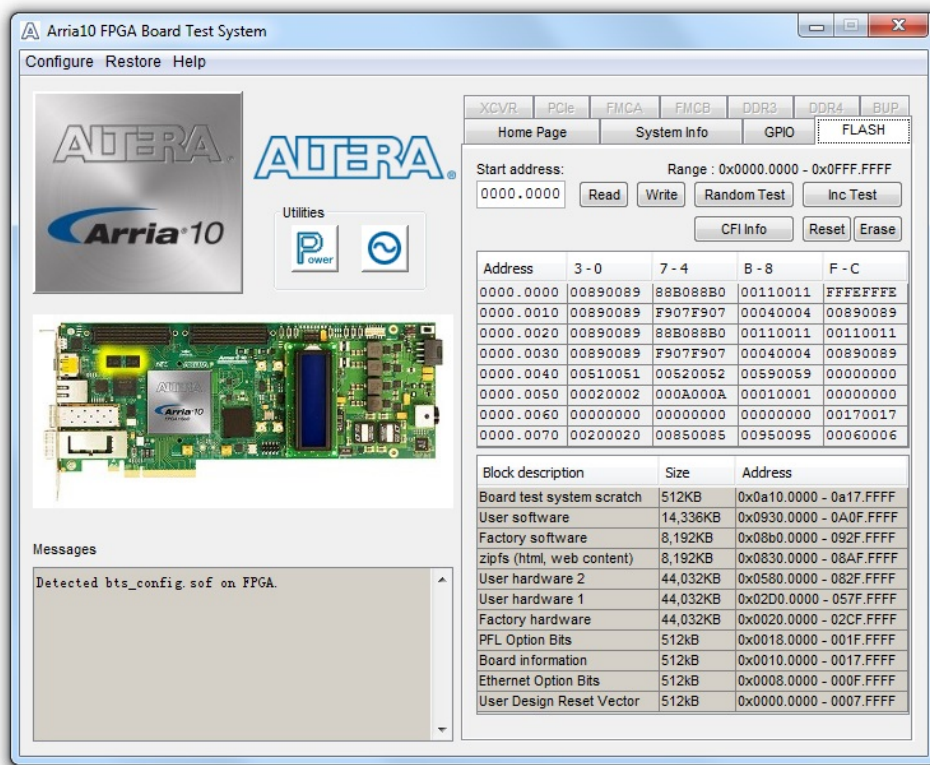 Arria10 FPGA Board Test System
Configure Restore Help
ALTERA
Arria 10
ALTERA
Utilities
Power
XCVR PCIe FMCA FMCB DDR3 DDR4 BUP
Home Page System Info GPIO FLASH
Start address: Range : 0x0000.0000 - 0x0FFF.FFFF
0000.0000 Read Write Random Test Inc Test
CFI Info Reset Erase
Address 3 - 0 7 - 4 B - 8 F - C
0000.0000 00890089 88B088B0 00110011 FFFEFFFE
0000.0010 00890089 F907F907 00040004 00890089
0000.0020 00890089 88B088B0 00110011 00110011
0000.0030 00890089 F907F907 00040004 00890089
0000.0040 00510051 00520052 00590059 00000000
0000.0050 00020002 000A000A 00010001 00000000
0000.0060 00000000 00000000 00000000 00170017
0000.0070 00200020 00850085 00950095 00060006
ALTERA
Arria 10
Block description Size Address
Board test system scratch 512KB 0x0a10.0000 - 0a17.FFFF
User software 14,336KB 0x0930.0000 - 0A0F.FFFF
Factory software 8,192KB 0x08b0.0000 - 092F.FFFF
zipfs (html, web content) 8,192KB 0x0830.0000 - 08AF.FFFF
User hardware 2 44,032KB 0x0580.0000 - 082F.FFFF
User hardware 1 44,032KB 0x02D0.0000 - 057F.FFFF
Factory hardware 44,032KB 0x0020.0000 - 02CF.FFFF
PFL Option Bits 512kB 0x0018.0000 - 001F.FFFF
Board information 512kB 0x0010.0000 - 0017.FFFF
Ethernet Option Bits 512kB 0x0008.0000 - 000F.FFFF
User Design Reset Vector 512kB 0x0000.0000 - 0007.FFFF
Messages
Detected bts_config.sof on FPGA.